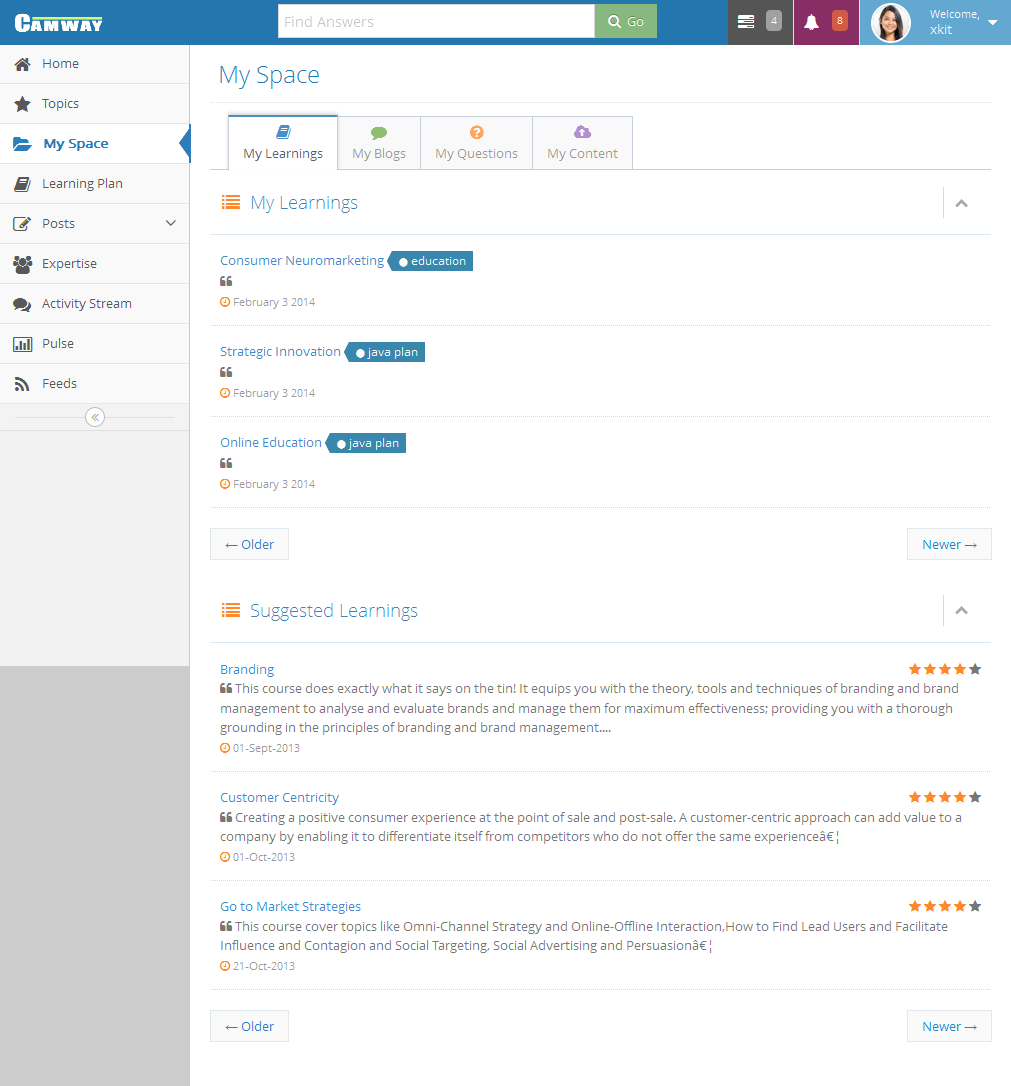 CAMWAY
Find Answers
Go
4
8
Welcome,
xkit
Home
Topics
My Space
Learning Plan
Posts
Expertise
Activity Stream
Pulse
Feeds
My Space
My Learnings
My Blogs
My Questions
My Content
My Learnings
Consumer Neuromarketing education
February 3 2014
Strategic Innovation java plan
February 3 2014
Online Education java plan
February 3 2014
← Older
Newer →
Suggested Learnings
Branding
This course does exactly what it says on the tin! It equips you with the theory, tools and techniques of branding and brand
management to analyse and evaluate brands and manage them for maximum effectiveness; providing you with a thorough
grounding in the principles of branding and brand management....
01-Sept-2013
Customer Centricity
Creating a positive consumer experience at the point of sale and post-sale. A customer-centric approach can add value to a
company by enabling it to differentiate itself from competitors who do not offer the same experienceâ€¦
01-Oct-2013
Go to Market Strategies
This course cover topics like Omni-Channel Strategy and Online-Offline Interaction,How to Find Lead Users and Facilitate
Influence and Contagion and Social Targeting, Social Advertising and Persuasionâ€¦
21-Oct-2013
← Older
Newer →